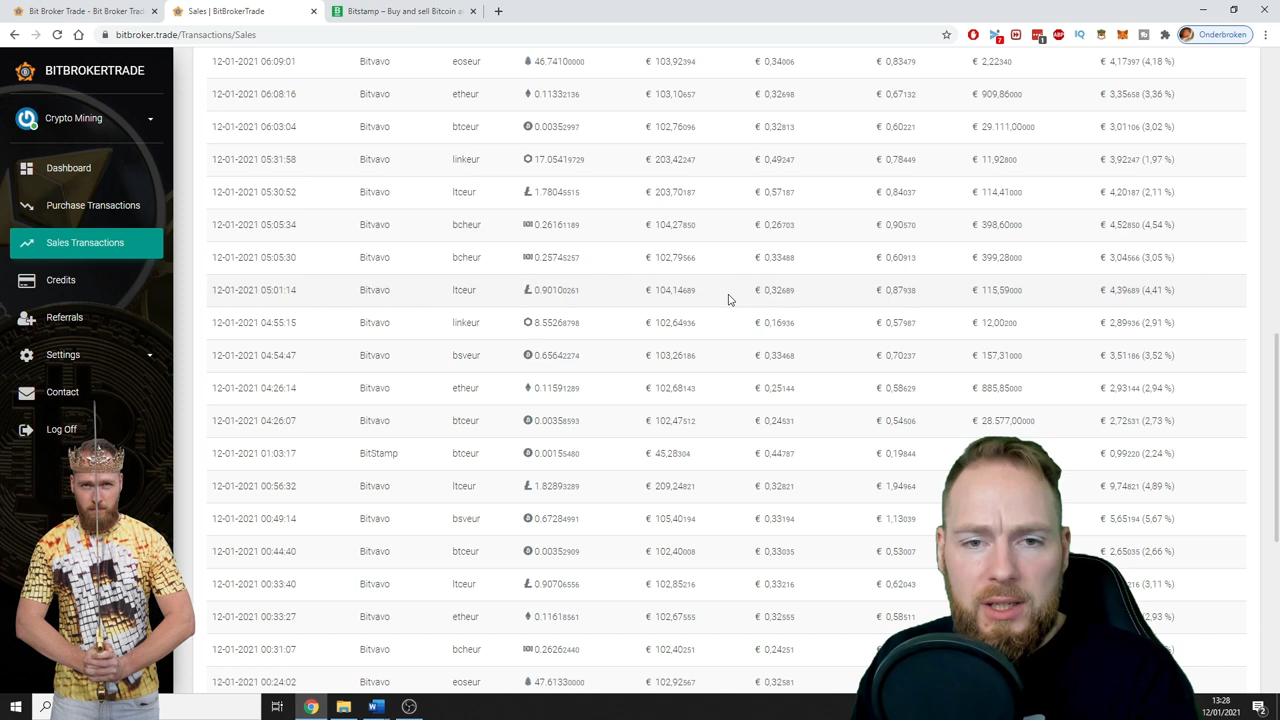 Bit Broker Trade - Bit broker Trac
Sales | BitBrokerTrade
Bitstamp – Buy and sell Bitcoin a
bitbroker.trade/Transactions/Sales
Onderbroken
BITBROKERTRADE
Crypto Mining
Dashboard
Purchase Transactions
Sales Transactions
Credits
Referrals
Settings
Contact
Log Off
12-01-2021 06:09:01 Bitvavo eoseur 46.74100000 € 103,92394 € 0,34006 € 0,83479 € 2,22340 € 4,17397 (4,18 %)
12-01-2021 06:08:16 Bitvavo etheur 0.11332136 € 103,10657 € 0,32698 € 0,67132 € 909,86000 € 3,35658 (3,36 %)
12-01-2021 06:03:04 Bitvavo btceur 0.00352997 € 102,76096 € 0,32813 € 0,60221 € 29.111,00000 € 3,01106 (3,02 %)
12-01-2021 05:31:58 Bitvavo linkeur 17.05419729 € 203,42247 € 0,49247 € 0,78449 € 11,92800 € 3,92247 (1,97 %)
12-01-2021 05:30:52 Bitvavo ltceur 1.78045515 € 203,70187 € 0,57187 € 0,84037 € 114,41000 € 4,20187 (2,11 %)
12-01-2021 05:05:34 Bitvavo bcheur 0.26161189 € 104,27850 € 0,26703 € 0,90570 € 398,60000 € 4,52850 (4,54 %)
12-01-2021 05:05:30 Bitvavo bcheur 0.25745257 € 102,79566 € 0,33488 € 0,60913 € 399,28000 € 3,04566 (3,05 %)
12-01-2021 05:01:14 Bitvavo ltceur 0.90100261 € 104,14689 € 0,32689 € 0,87938 € 115,59000 € 4,39689 (4,41 %)
12-01-2021 04:55:15 Bitvavo linkeur 8.55268798 € 102,64936 € 0,16936 € 0,57987 € 12,00200 € 2,89936 (2,91 %)
12-01-2021 04:54:47 Bitvavo bsveur 0.65642274 € 103,26186 € 0,31468 € 0,70237 € 157,31000 € 3,51186 (3,52 %)
12-01-2021 04:26:14 Bitvavo etheur 0.11591289 € 102,68143 € 0,25144 € 0,58629 € 885,85000 € 2,93144 (2,94 %)
12-01-2021 04:26:07 Bitvavo btceur 0.00358593 € 102,47512 € 0,24531 € 0,54506 € 28.577,00000 € 2,72531 (2,73 %)
12-01-2021 01:03:17 BitStamp btceur 0.00155480 € 45,28304 € 0,44787 € 0,19844 € 0,99220 (2,24 %)
12-01-2021 00:56:32 Bitvavo ltceur 1.82893289 € 209,24821 € 0,32821 € 1,94964 € 9,74821 (4,89 %)
12-01-2021 00:49:14 Bitvavo bsveur 0.67284991 € 105,40194 € 0,33194 € 1,13039 € 5,65194 (5,67 %)
12-01-2021 00:44:40 Bitvavo btceur 0.00352909 € 102,40008 € 0,33035 € 0,53007 € 2,65035 (2,66 %)
12-01-2021 00:33:40 Bitvavo ltceur 0.90706556 € 102,85216 € 0,33216 € 0,62043 216 (3,11 %)
12-01-2021 00:33:27 Bitvavo etheur 0.11618561 € 102,67555 € 0,32555 € 0,58511 2,93 %)
12-01-2021 00:31:07 Bitvavo bcheur 0.26262440 € 102,40251 € 0,24251
12-01-2021 00:24:02 Bitvavo eoseur 47.61330000 € 102,92567 € 0,32581
13:28
12/01/2021